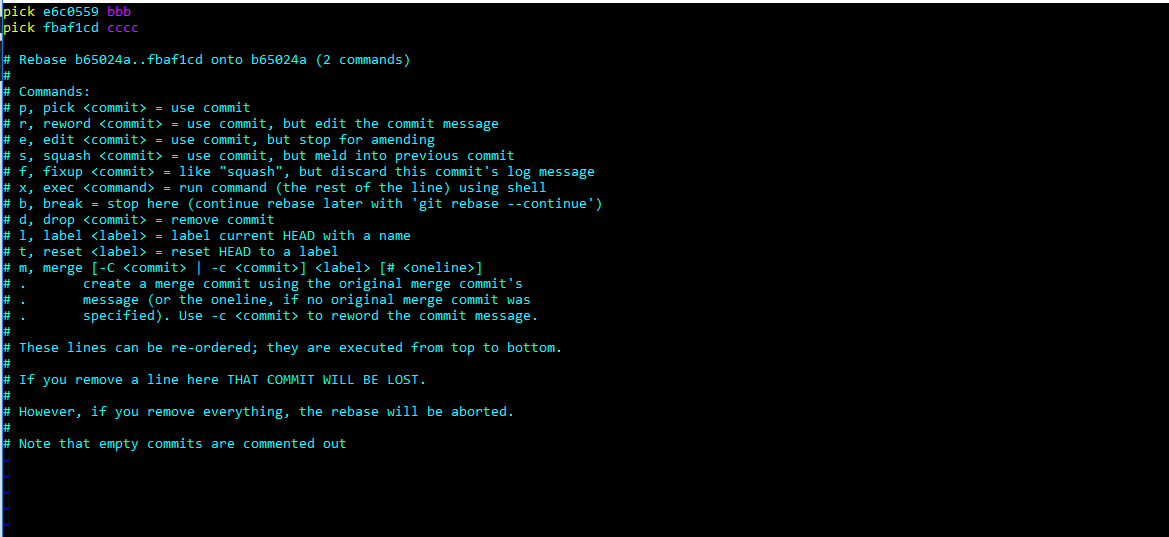 pick e6c0559 bbb
pick fbaf1cd cccc
# Rebase b65024a..fbaf1cd onto b65024a (2 commands)
#
# Commands:
# p, pick <commit> = use commit
# r, reword <commit> = use commit, but edit the commit message
# e, edit <commit> = use commit, but stop for amending
# s, squash <commit> = use commit, but meld into previous commit
# f, fixup <commit> = like "squash", but discard this commit's log message
# x, exec <command> = run command (the rest of the line) using shell
# b, break = stop here (continue rebase later with 'git rebase --continue')
# d, drop <commit> = remove commit
# l, label <label> = label current HEAD with a name
# t, reset <label> = reset HEAD to a label
# m, merge [-C <commit> | -c <commit>] <label> [# <oneline>]
# .       create a merge commit using the original merge commit's
# .       message (or the oneline, if no original merge commit was
# .       specified). Use -c <commit> to reword the commit message.
#
# These lines can be re-ordered; they are executed from top to bottom.
#
# If you remove a line here THAT COMMIT WILL BE LOST.
#
# However, if you remove everything, the rebase will be aborted.
#
# Note that empty commits are commented out
~
~
~
~
~